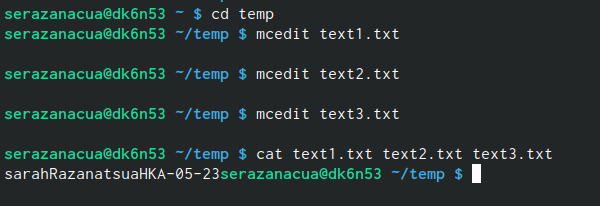 serazanacua@dk6n53 ~ $ cd temp
serazanacua@dk6n53 ~/temp $ mcedit text1.txt
serazanacua@dk6n53 ~/temp $ mcedit text2.txt
serazanacua@dk6n53 ~/temp $ mcedit text3.txt
serazanacua@dk6n53 ~/temp $ cat text1.txt text2.txt text3.txt
sarahRazanatsuaHKA-05-23serazanacua@dk6n53 ~/temp $